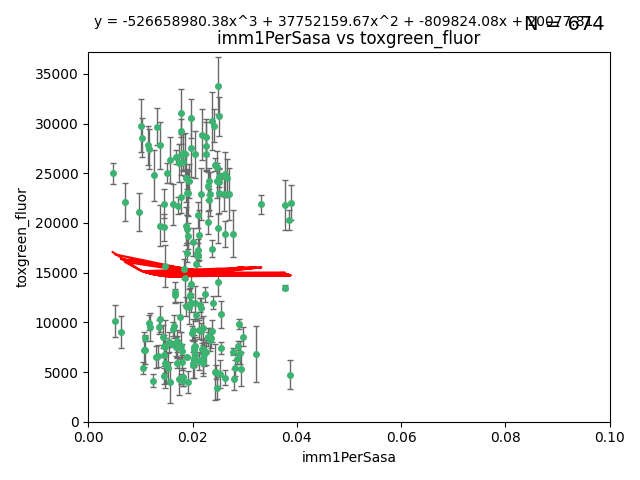 y = -526658980.38x^3 + 37752159.67x^2 + -809824.08x +
N = 674
imm1PerSasa vs toxgreen_fluor
35000
30000
25000
20000
15000
10000
5000
0
toxgreen_fluor
0.00 0.02 0.04 0.06 0.08 0.10
imm1PerSasa